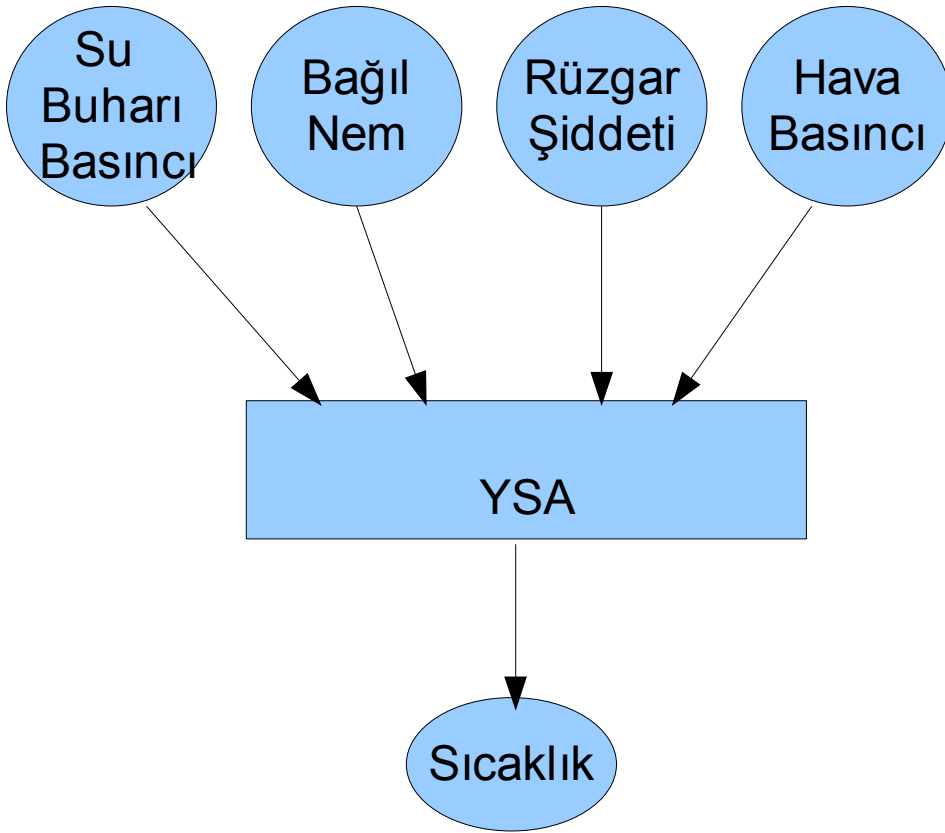 Su
Buharı
Basıncı
Bağıl
Nem
Rüzgar
Şiddeti
Hava
Basıncı
YSA
Sıcaklık